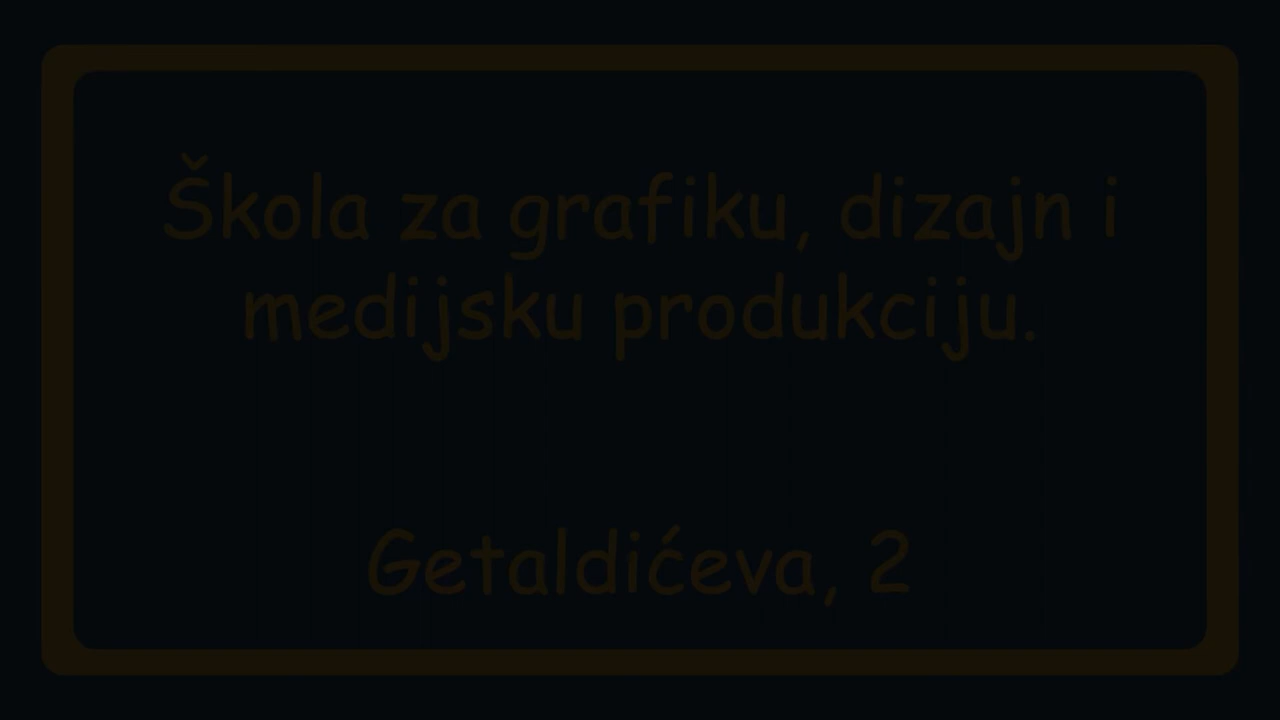 Škola za grafiku, dizajn i
medijsku produkciju.
Getaldićeva, 2